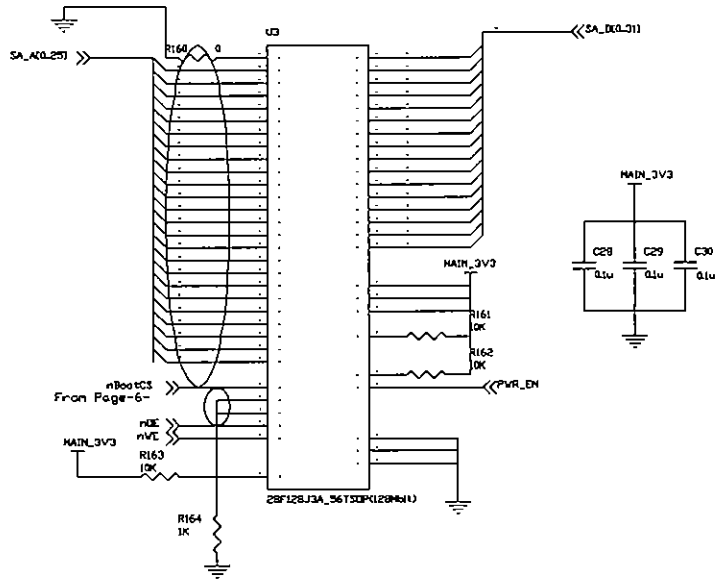 U3
R160 0
SA_A(0..25)
SA_D(0..31)
MAIN_3V3
C28 C29 C30
0.1u 0.1u 0.1u
MAIN_3V3
R161
10K
R162
10K
nBootCS
From Page-6-
PWR_EN
nOE
nWE
MAIN_3V3
R163
10K
28F128J3A_56TSOP(128Mbit)
R164
1K